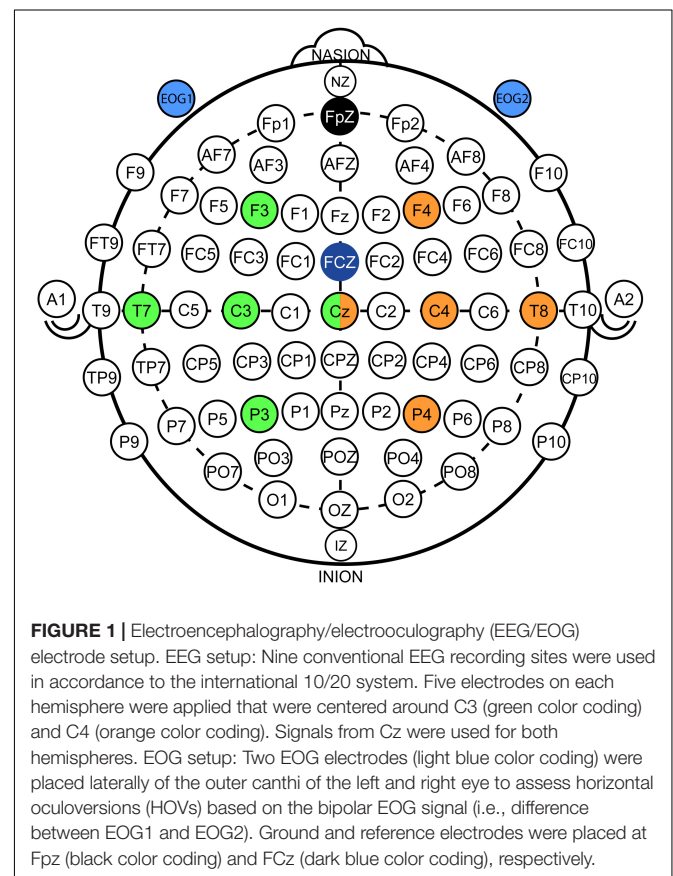 NASION
NZ
EOG1 EOG2
FpZ
Fp1 Fp2
AF7 AF3 AFZ AF4 AF8
F9 F10
F7 F5 F3 F1 Fz F2 F4 F6 F8
FT9 FT7 FC5 FC3 FC1 FCZ FC2 FC4 FC6 FC8 FC10
A1 T9 T7 C5 C3 C1 Cz C2 C4 C6 T8 T10 A2
TP9 TP7 CP5 CP3 CP1 CPZ CP2 CP4 CP6 CP8 CP10
P9 P7 P5 P3 P1 Pz P2 P4 P6 P8 P10
PO7 PO3 POZ PO4 PO8
O1 OZ O2
IZ
INION
FIGURE 1 | Electroencephalography/electrooculography (EEG/EOG)
electrode setup. EEG setup: Nine conventional EEG recording sites were used
in accordance to the international 10/20 system. Five electrodes on each
hemisphere were applied that were centered around C3 (green color coding)
and C4 (orange color coding). Signals from Cz were used for both
hemispheres. EOG setup: Two EOG electrodes (light blue color coding) were
placed laterally of the outer canthi of the left and right eye to assess horizontal
oculoversions (HOVs) based on the bipolar EOG signal (i.e., difference
between EOG1 and EOG2). Ground and reference electrodes were placed at
Fpz (black color coding) and FCz (dark blue color coding), respectively.